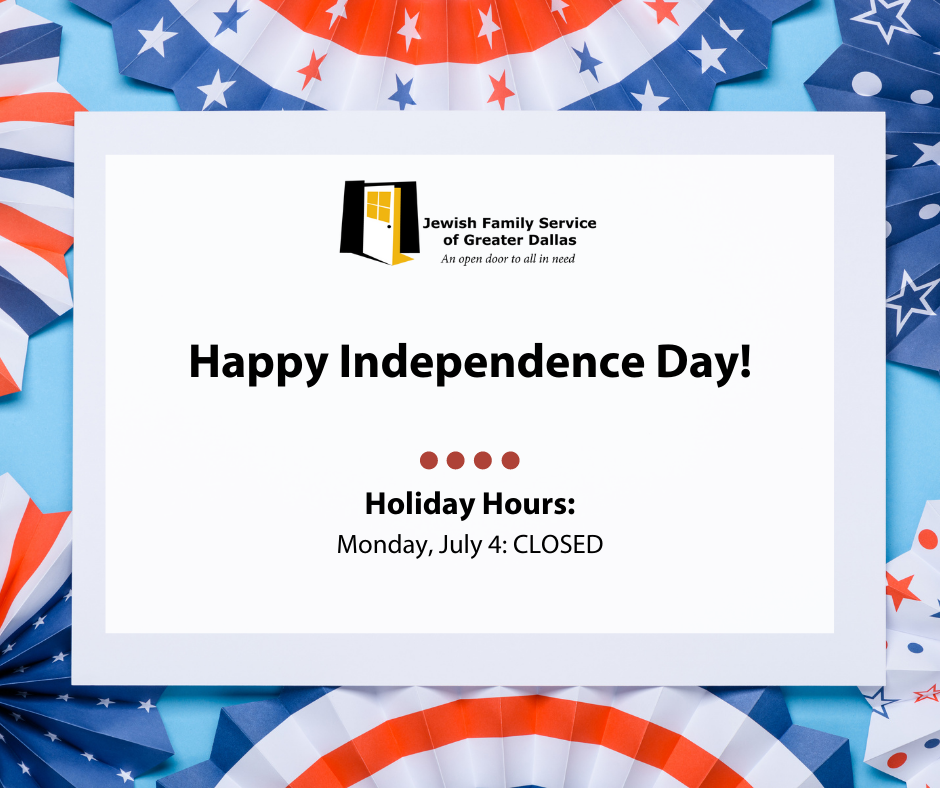 Jewish Family Service
of Greater Dallas
An open door to all in need
Happy Independence Day!
Holiday Hours:
Monday, July 4: CLOSED